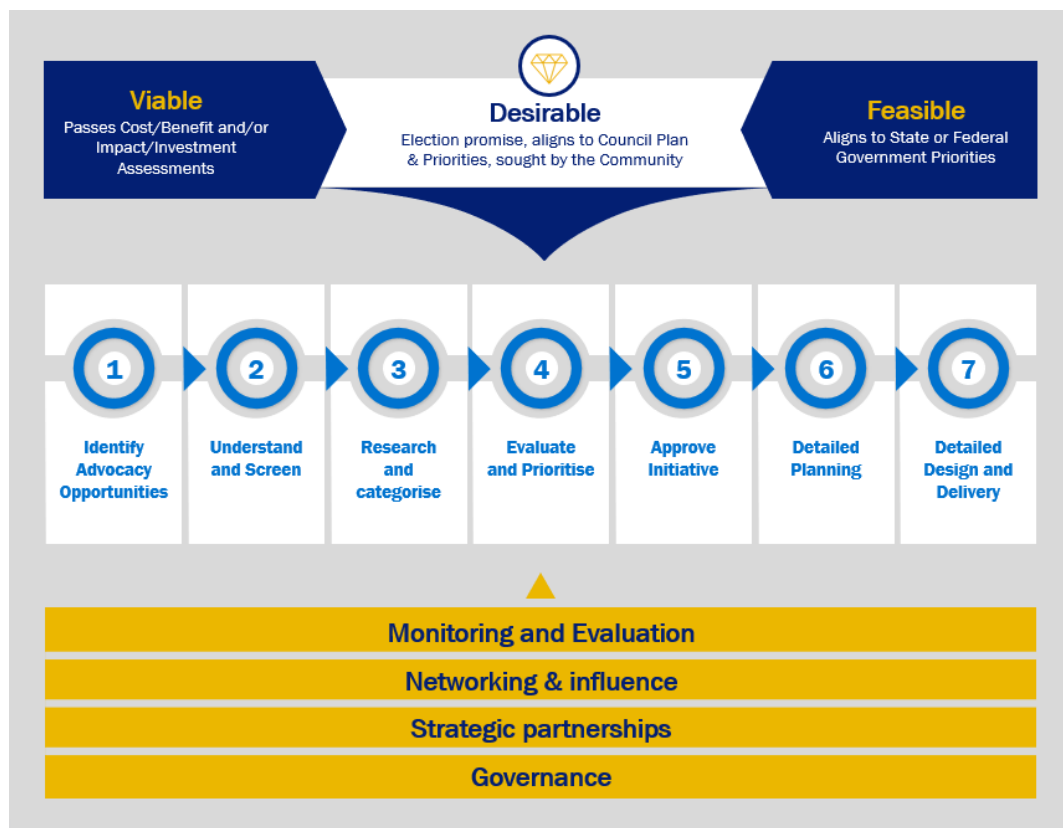 Viable
Passes Cost/Benefit and/or
Impact/Investment
Assessments
Desirable
Election promise, aligns to Council Plan
& Priorities, sought by the Community
Feasible
Aligns to State or Federal
Government Priorities
1
Identify
Advocacy
Opportunities
2
Understand
and Screen
3
Research
and
categorise
4
Evaluate
and Prioritise
5
Approve
Initiative
6
Detailed
Planning
7
Detailed
Design and
Delivery
Monitoring and Evaluation
Networking & influence
Strategic partnerships
Governance